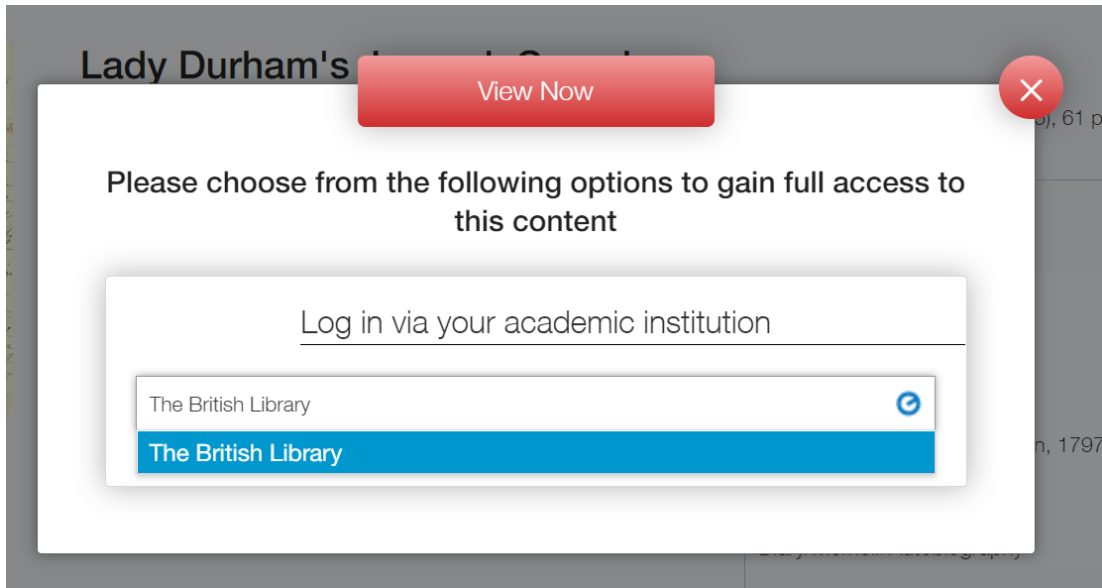 Lady Durham's
View Now
), 61 p
Please choose from the following options to gain full access to
this content
Log in via your academic institution
The British Library
The British Library
n, 1797